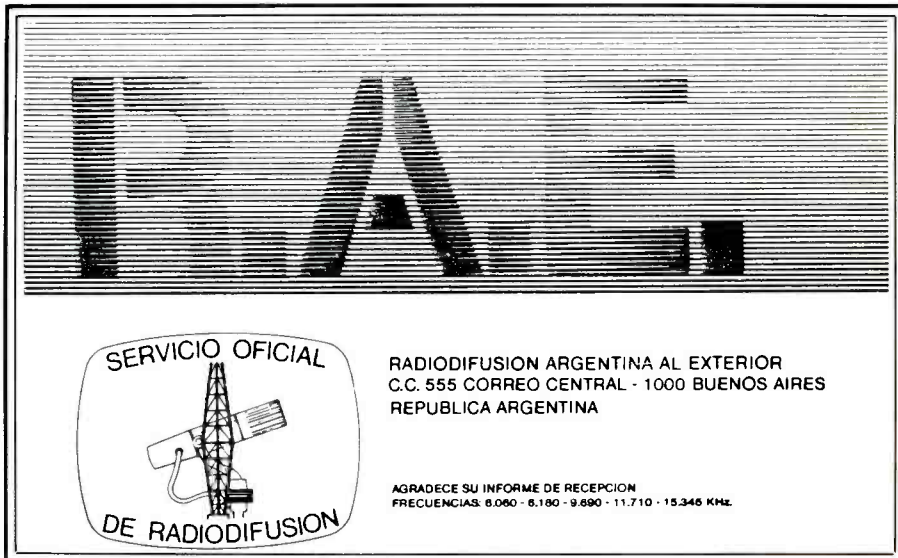 R.A.E.
SERVICIO OFICIAL
DE RADIODIFUSION
RADIODIFUSION ARGENTINA AL EXTERIOR
C.C. 555 CORREO CENTRAL - 1000 BUENOS AIRES
REPUBLICA ARGENTINA
AGRADECE SU INFORME DE RECEPCION
FRECUENCIAS: 6.060 - 6.180 - 9.690 - 11.710 - 15.345 KHz.